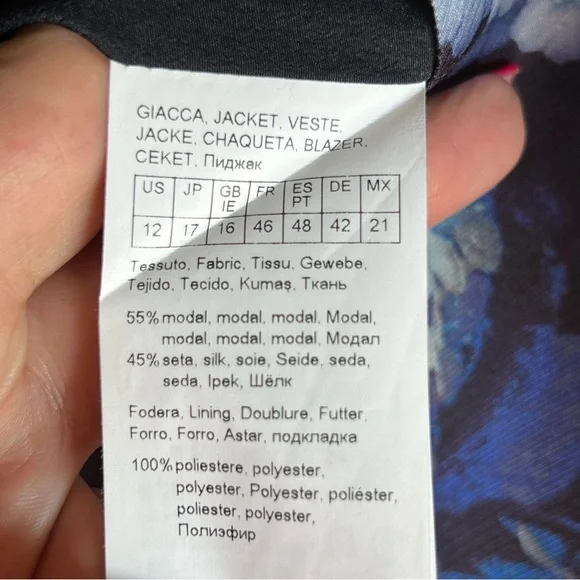 GIACCA, JACKET, VESTE,
JACKE, CHAQUETA, BLAZER,
CEKET, Пиджак
US JP GB IE FR ES PT DE MX
12 17 16 46 48 42 21
Tessuto, Fabric, Tissu, Gewebe,
Tejido, Tecido, Kumaş, Ткань
55% modal, modal, modal, Modal,
modal, modal, modal, Модал
45% seta, silk, soie, Seide, seda,
seda, Ipek, Шёлк
Fodera, Lining, Doublure, Futter,
Forro, Forro, Astar, подкладка
100% poliestere, polyester,
polyester, Polyester, poliéster,
poliester, polyester,
Полиэфир